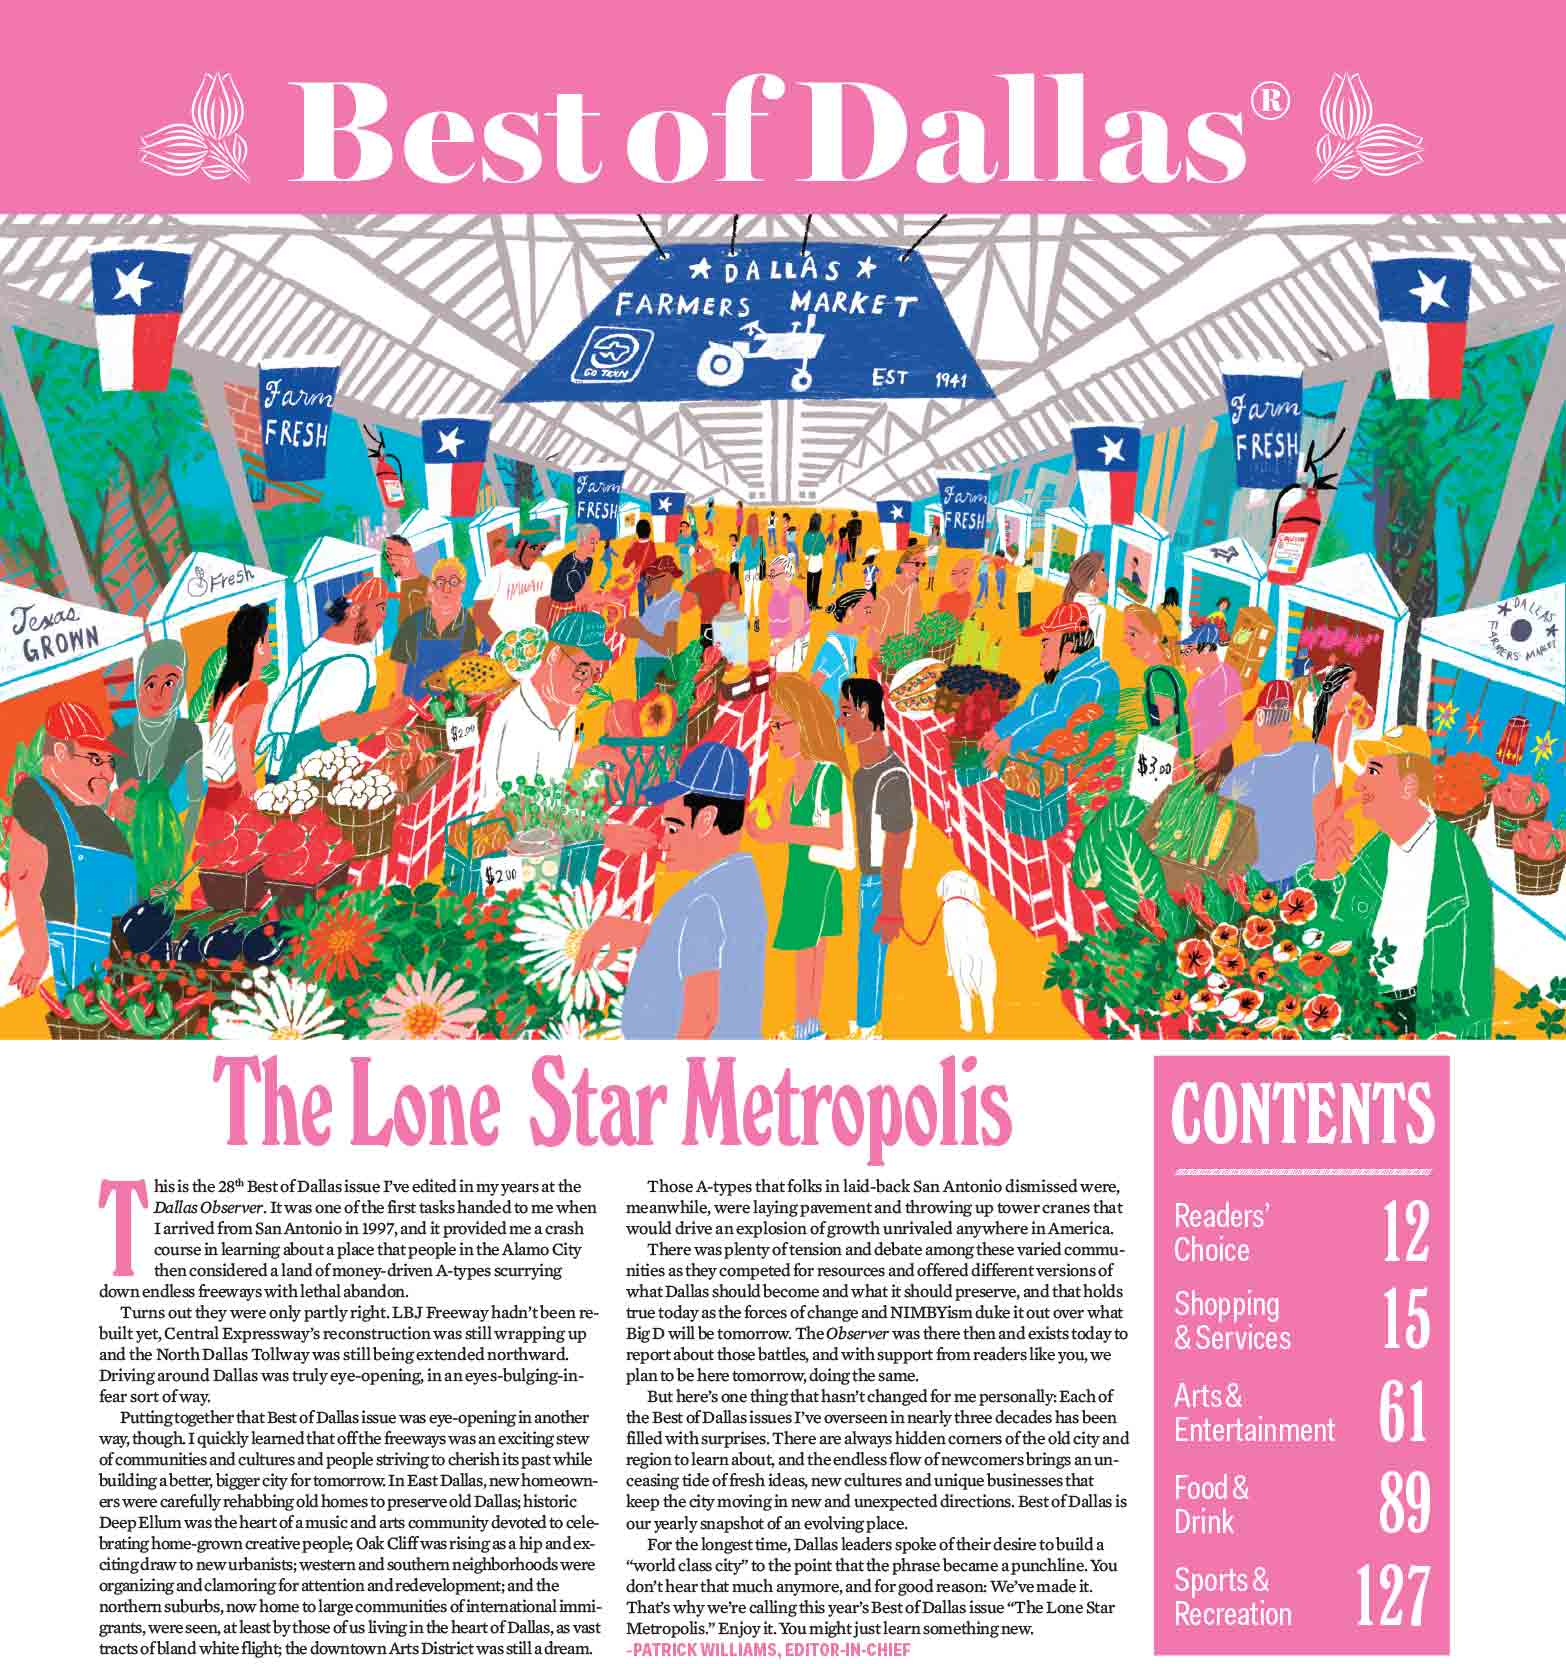 Best of Dallas®
DALLAS
FARMERS MARKET
GO TEXAN
EST 1941
Farm
FRESH
Farm
FRESH
Farm
FRESH
Farm
FRESH
Texas
GROWN
Fresh
HAWAII
DALLAS
FARMERS MARKET
$2.00
$3.00
$2.00
The Lone Star Metropolis
This is the 28th Best of Dallas issue I've edited in my years at the
Dallas Observer. It was one of the first tasks handed to me when
I arrived from San Antonio in 1997, and it provided me a crash
course in learning about a place that people in the Alamo City
then considered a land of money-driven A-types scurrying
down endless freeways with lethal abandon.
Turns out they were only partly right. LBJ Freeway hadn't been re-
built yet, Central Expressway's reconstruction was still wrapping up
and the North Dallas Tollway was still being extended northward.
Driving around Dallas was truly eye-opening, in an eyes-bulging-in-
fear sort of way.
Putting together that Best of Dallas issue was eye-opening in another
way, though. I quickly learned that off the freeways was an exciting stew
of communities and cultures and people striving to cherish its past while
building a better, bigger city for tomorrow. In East Dallas, new homeown-
ers were carefully rehabbing old homes to preserve old Dallas; historic
Deep Ellum was the heart of a music and arts community devoted to cele-
brating home-grown creative people; Oak Cliff was rising as a hip and ex-
citing draw to new urbanists; western and southern neighborhoods were
organizing and clamoring for attention and redevelopment; and the
northern suburbs, now home to large communities of international immi-
grants, were seen, at least by those of us living in the heart of Dallas, as vast
tracts of bland white flight; the downtown Arts District was still a dream.
Those A-types that folks in laid-back San Antonio dismissed were,
meanwhile, were laying pavement and throwing up tower cranes that
would drive an explosion of growth unrivaled anywhere in America.
There was plenty of tension and debate among these varied commu-
nities as they competed for resources and offered different versions of
what Dallas should become and what it should preserve, and that holds
true today as the forces of change and NIMBYism duke it out over what
Big D will be tomorrow. The Observer was there then and exists today to
report about those battles, and with support from readers like you, we
plan to be here tomorrow, doing the same.
But here's one thing that hasn't changed for me personally: Each of
the Best of Dallas issues I've overseen in nearly three decades has been
filled with surprises. There are always hidden corners of the old city and
region to learn about, and the endless flow of newcomers brings an un-
ceasing tide of fresh ideas, new cultures and unique businesses that
keep the city moving in new and unexpected directions. Best of Dallas is
our yearly snapshot of an evolving place.
For the longest time, Dallas leaders spoke of their desire to build a
“world class city” to the point that the phrase became a punchline. You
don't hear that much anymore, and for good reason: We've made it.
That's why we're calling this year's Best of Dallas issue “The Lone Star
Metropolis.” Enjoy it. You might just learn something new.
-PATRICK WILLIAMS, EDITOR-IN-CHIEF
CONTENTS
Readers'
Choice 12
Shopping
& Services 15
Arts &
Entertainment 61
Food &
Drink 89
Sports &
Recreation 127